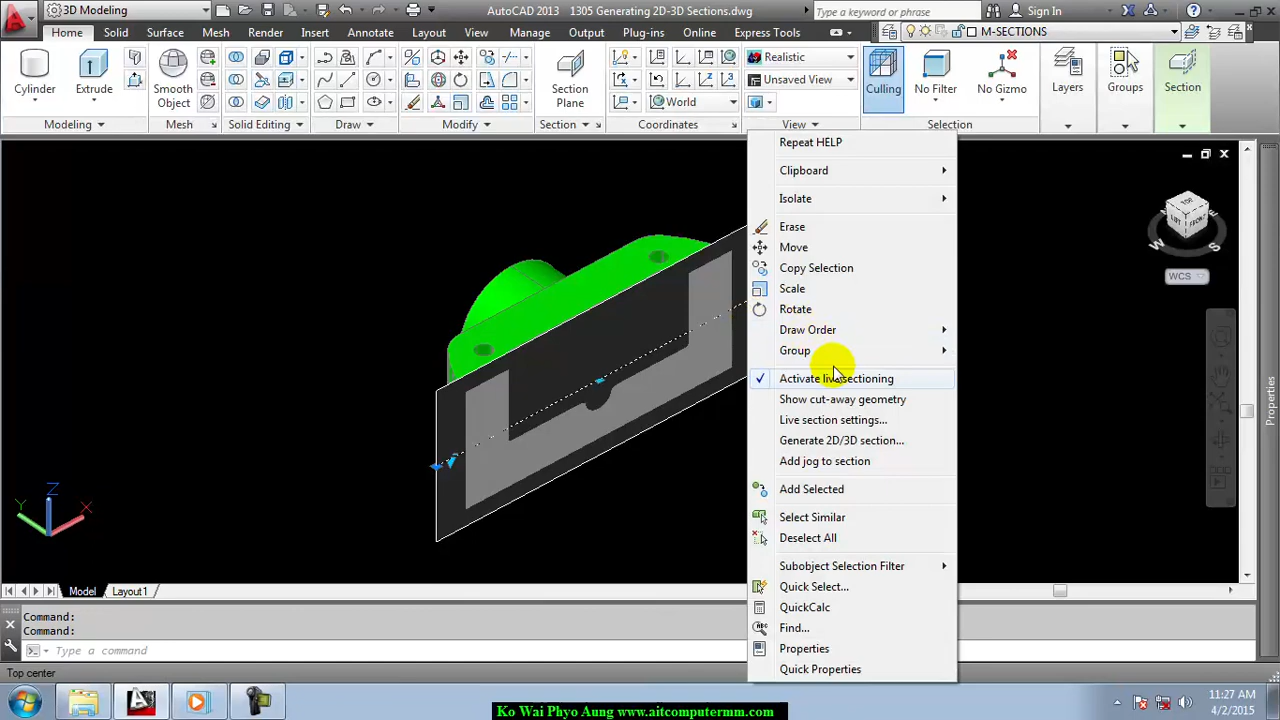 3D Modeling
AutoCAD 2013 1305 Generating 2D-3D Sections.dwg
Type a keyword or phrase
Sign In
Home Solid Surface Parametric Annotate Layout View Manage Output Plug-ins Online Express Tools
M-SECTIONS
Cylinder
Extrude
Smooth
Object
Section
Plane
Realistic
Unsaved View
World
Culling
No Filter
No Gizmo
Layers
Groups
Section
Modeling
Mesh
Solid Editing
Draw
Modify
Section
Coordinates
View
Selection
Repeat HELP
Clipboard
Isolate
Erase
Move
Copy Selection
Scale
Rotate
Draw Order
Group
Activate live sectioning
Show cut-away geometry
Live section settings...
Generate 2D/3D section...
Add jog to section
Add Selected
Select Similar
Deselect All
Subobject Selection Filter
Quick Select...
QuickCalc
Find...
Properties
Quick Properties
TOP
LEFT
FRONT
W
S
WCS
Properties
Z
Y
X
Model Layout1
Command:
Command:
Type a command
Top center
11:27 AM
4/2/2015
Ko Wai Phyo Aung www.aitcomputermm.com